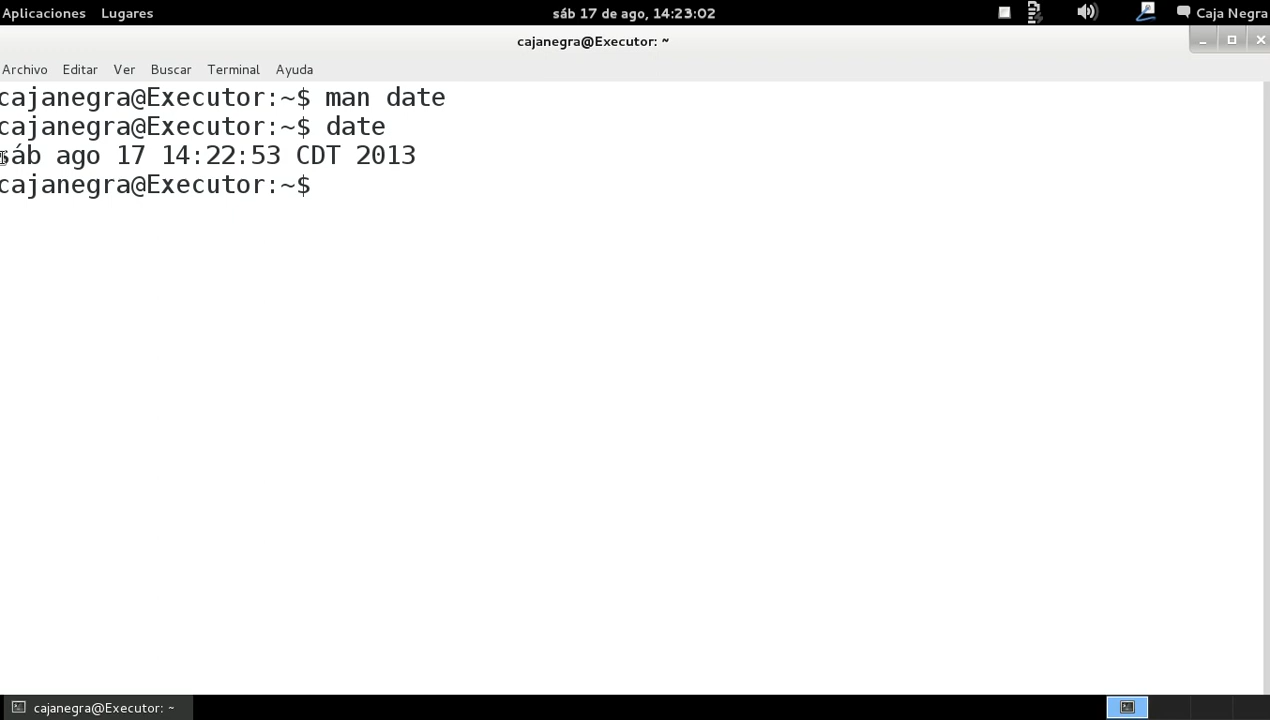 Aplicaciones Lugares sáb 17 de ago, 14:23:02 Caja Negra
cajanegra@Executor: ~
Archivo Editar Ver Buscar Terminal Ayuda
cajanegra@Executor:~$ man date
cajanegra@Executor:~$ date
sáb ago 17 14:22:53 CDT 2013
cajanegra@Executor:~$
cajanegra@Executor: ~